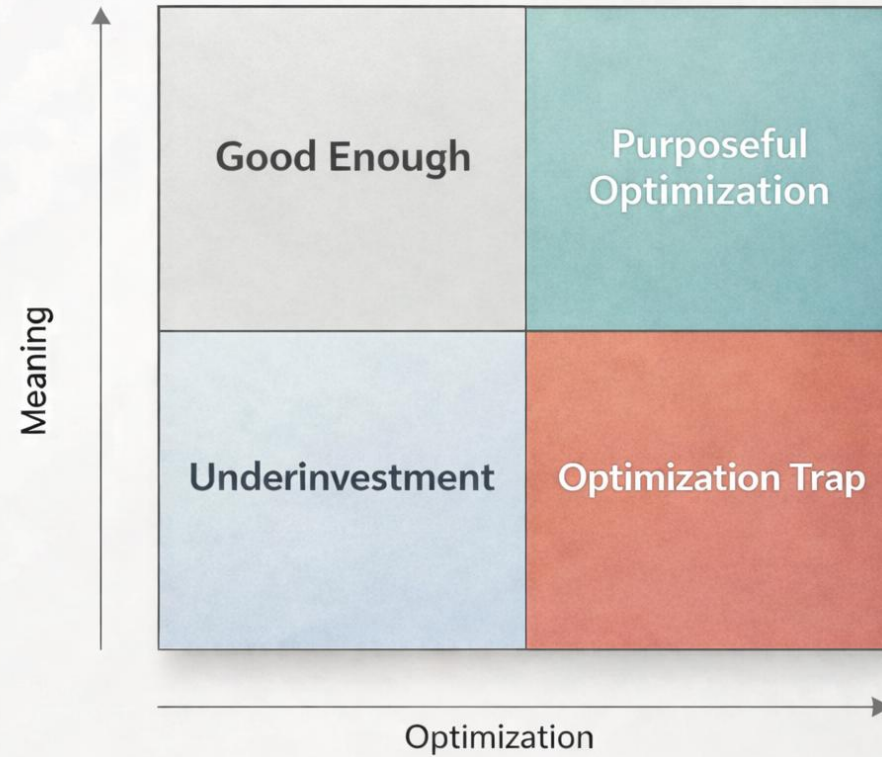 Good Enough
Purposeful
Optimization
Meaning
Underinvestment
Optimization Trap
Optimization